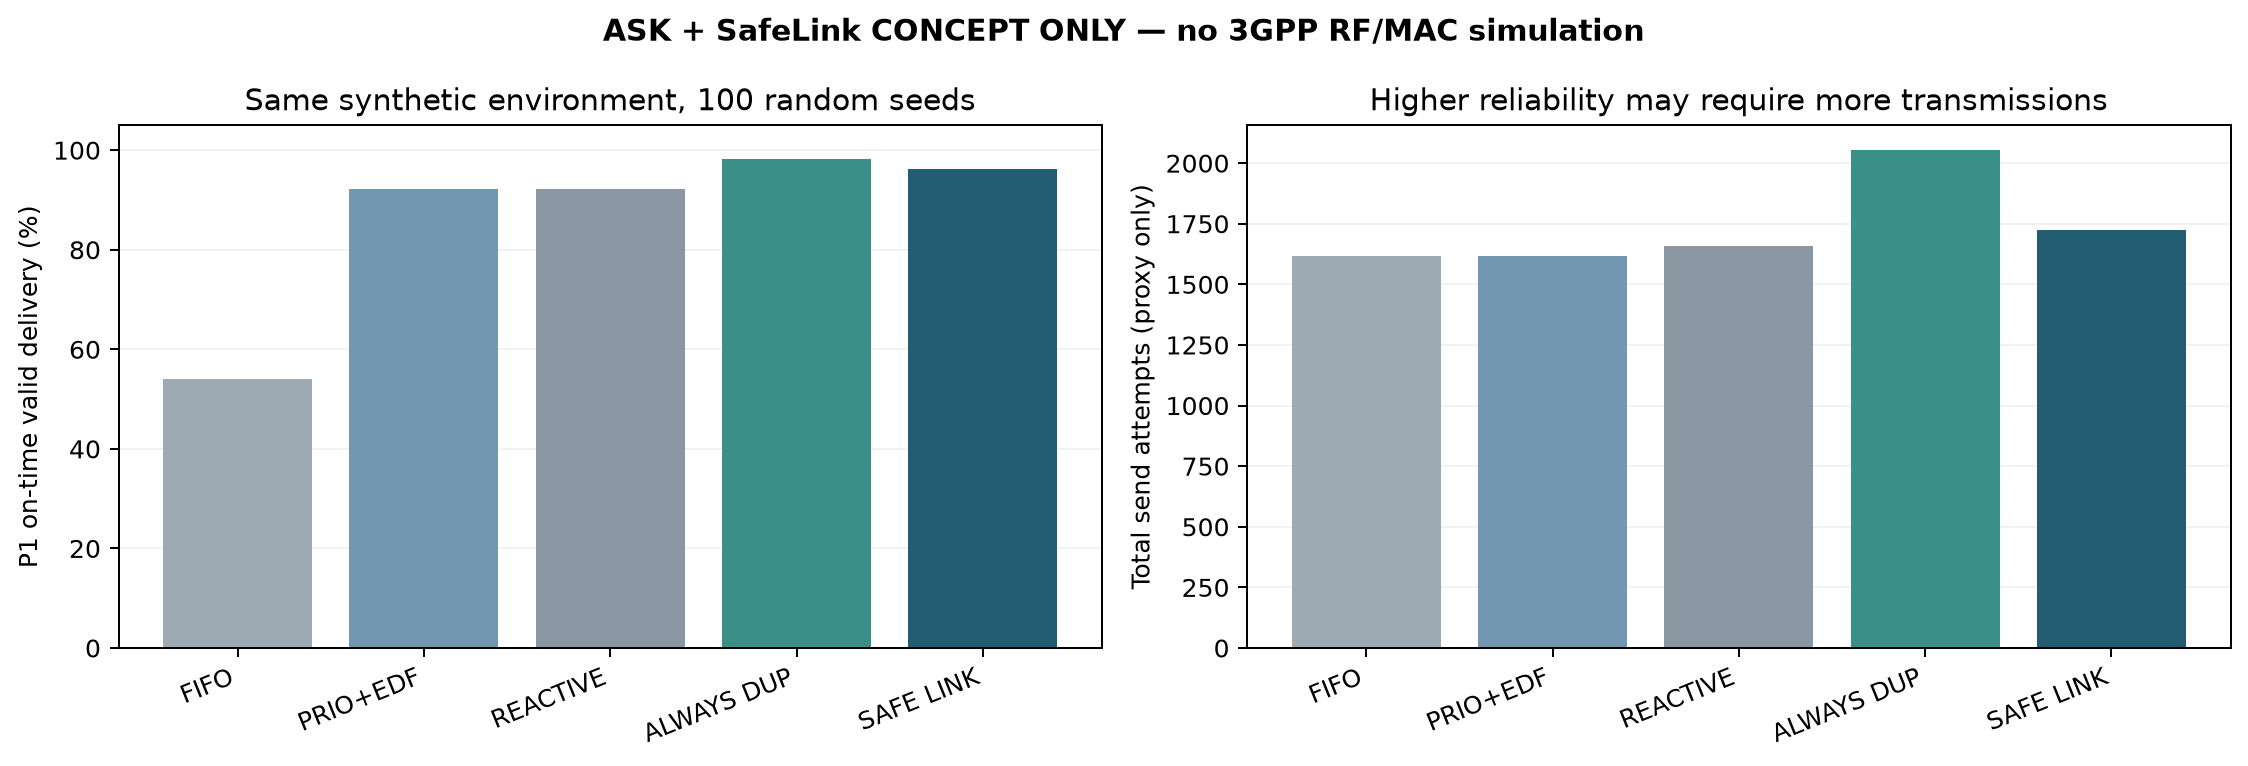 ASK + SafeLink CONCEPT ONLY — no 3GPP RF/MAC simulation
Same synthetic environment, 100 random seeds
P1 on-time valid delivery (%)
100
80
60
40
20
0
FIFO
PRIO+EDF
REACTIVE
ALWAYS DUP
SAFE LINK
Higher reliability may require more transmissions
Total send attempts (proxy only)
2000
1750
1500
1250
1000
750
500
250
0
FIFO
PRIO+EDF
REACTIVE
ALWAYS DUP
SAFE LINK